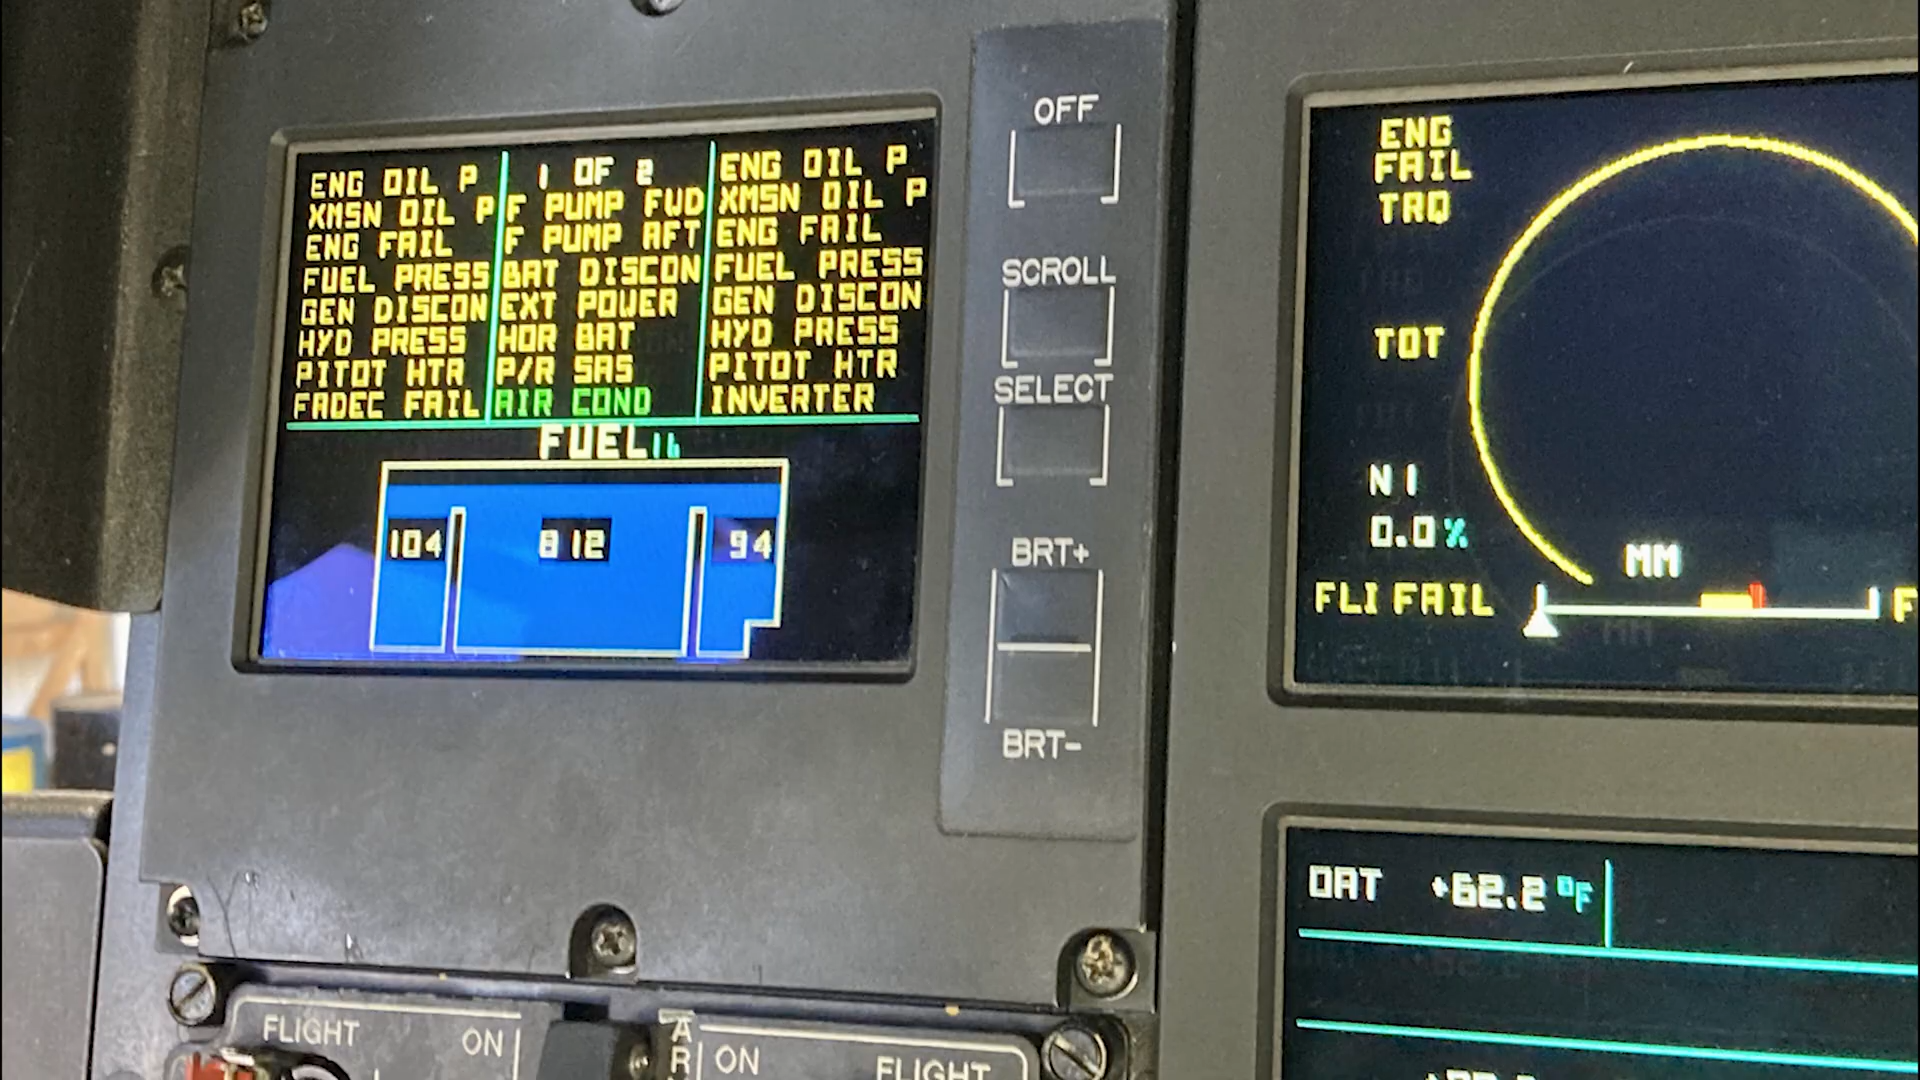 ENG OIL P
XMSN OIL P
ENG FAIL
FUEL PRESS
GEN DISCON
HYD PRESS
PITOT HTR
FADEC FAIL
1 OF 2
F PUMP FWD
F PUMP AFT
BAT DISCON
EXT POWER
HOR BAT
P/R SAS
AIR COND
ENG OIL P
XMSN OIL P
ENG FAIL
FUEL PRESS
GEN DISCON
HYD PRESS
PITOT HTR
INVERTER
FUEL lb
104 812 94
OFF
SCROLL
SELECT
BRT+
BRT-
ENG
FAIL
TRQ
TOT
N1
0.0%
MM
FLI FAIL F
OAT +62.2 °F
FLIGHT ON
ON FLIGHT